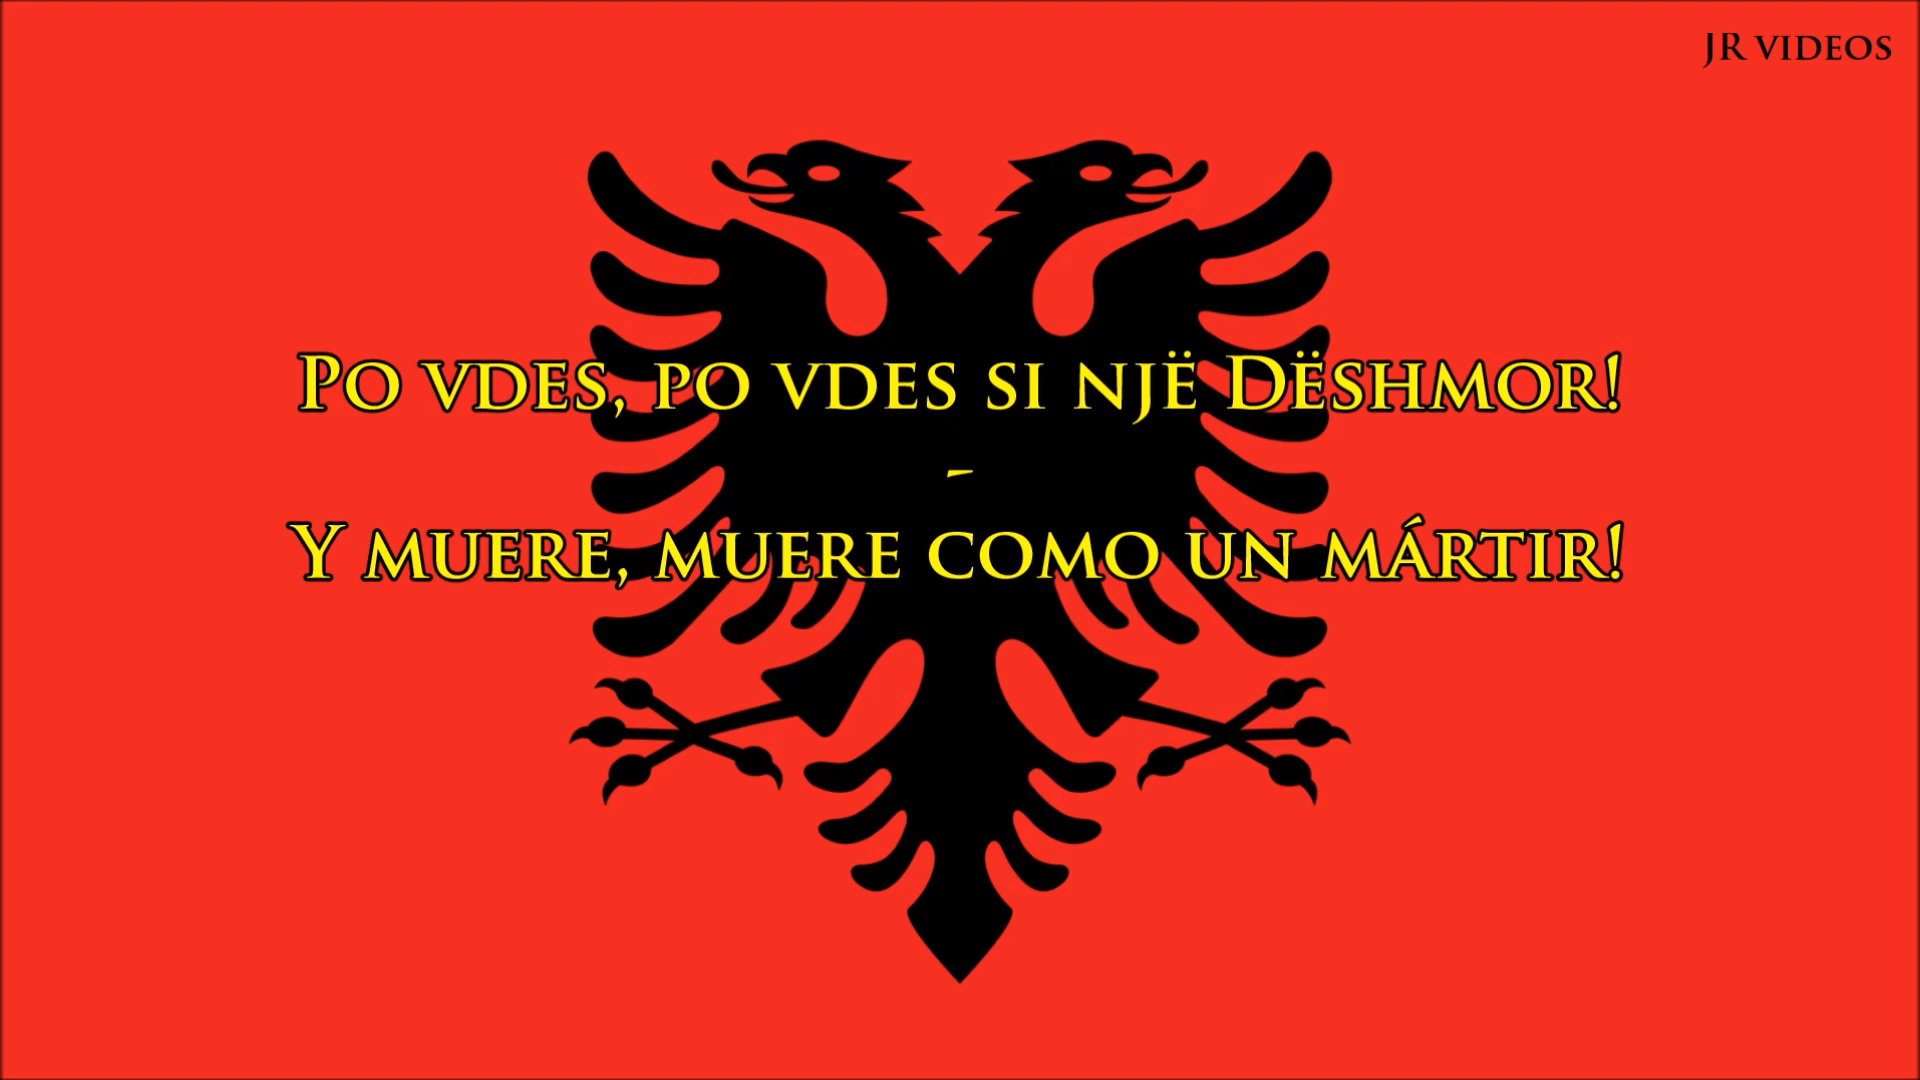 JR VIDEOS
Po vdes, po vdes si një Dëshmor!
-
Y muere, muere como un mártir!